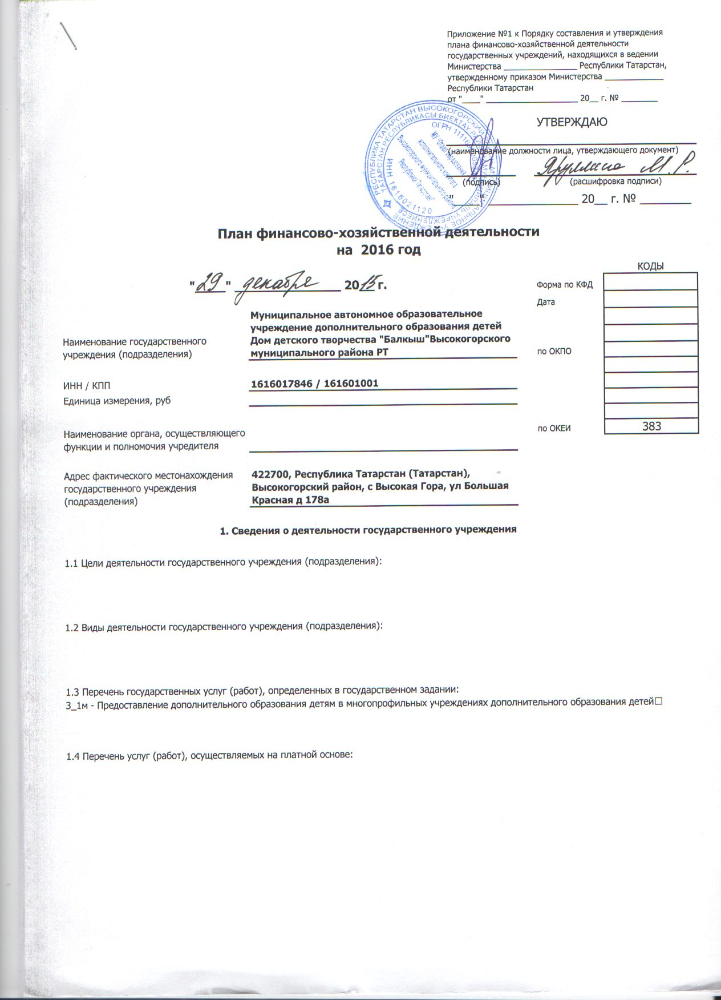 Приложение №1 к Порядку составления и утверждения
плана финансово-хозяйственной деятельности
государственных учреждений, находящихся в ведении
Министерства ________________ Республики Татарстан,
утвержденному приказом Министерства _____________
Республики Татарстан
от "____" ____________________ 20__ г. № ________
УТВЕРЖДАЮ
(наименование должности лица, утверждающего документ)
Яруллина М.Р.
(подпись) (расшифровка подписи)
"____" ______________ 20__ г. № ________
РЕСПУБЛИКА ТАТАРСТАН ВЫСОКОГОРСКИЙ
ТАТАРСТАН РЕСПУБЛИКАСЫ БИЕКТАУ
ИНН 1616021120
МУ "Отдел образования
исполнительного комитета
Высокогорского муниципального района
Республики Татарстан"
План финансово-хозяйственной деятельности
на 2016 год
КОДЫ
"29" декабря 2015 г.
Форма по КФД
Дата
Муниципальное автономное образовательное
учреждение дополнительного образования детей
Дом детского творчества "Балкыш"Высокогорского
муниципального района РТ
Наименование государственного
учреждения (подразделения)
по ОКПО
ИНН / КПП 1616017846 / 161601001
Единица измерения, руб
Наименование органа, осуществляющего
функции и полномочия учредителя
по ОКЕИ 383
Адрес фактического местонахождения
государственного учреждения
(подразделения)
422700, Республика Татарстан (Татарстан),
Высокогорский район, с Высокая Гора, ул Большая
Красная д 178а
1. Сведения о деятельности государственного учреждения
1.1 Цели деятельности государственного учреждения (подразделения):
1.2 Виды деятельности государственного учреждения (подразделения):
1.3 Перечень государственных услуг (работ), определенных в государственном задании:
3_1м - Предоставление дополнительного образования детям в многопрофильных учреждениях дополнительного образования детей□
1.4 Перечень услуг (работ), осуществляемых на платной основе: